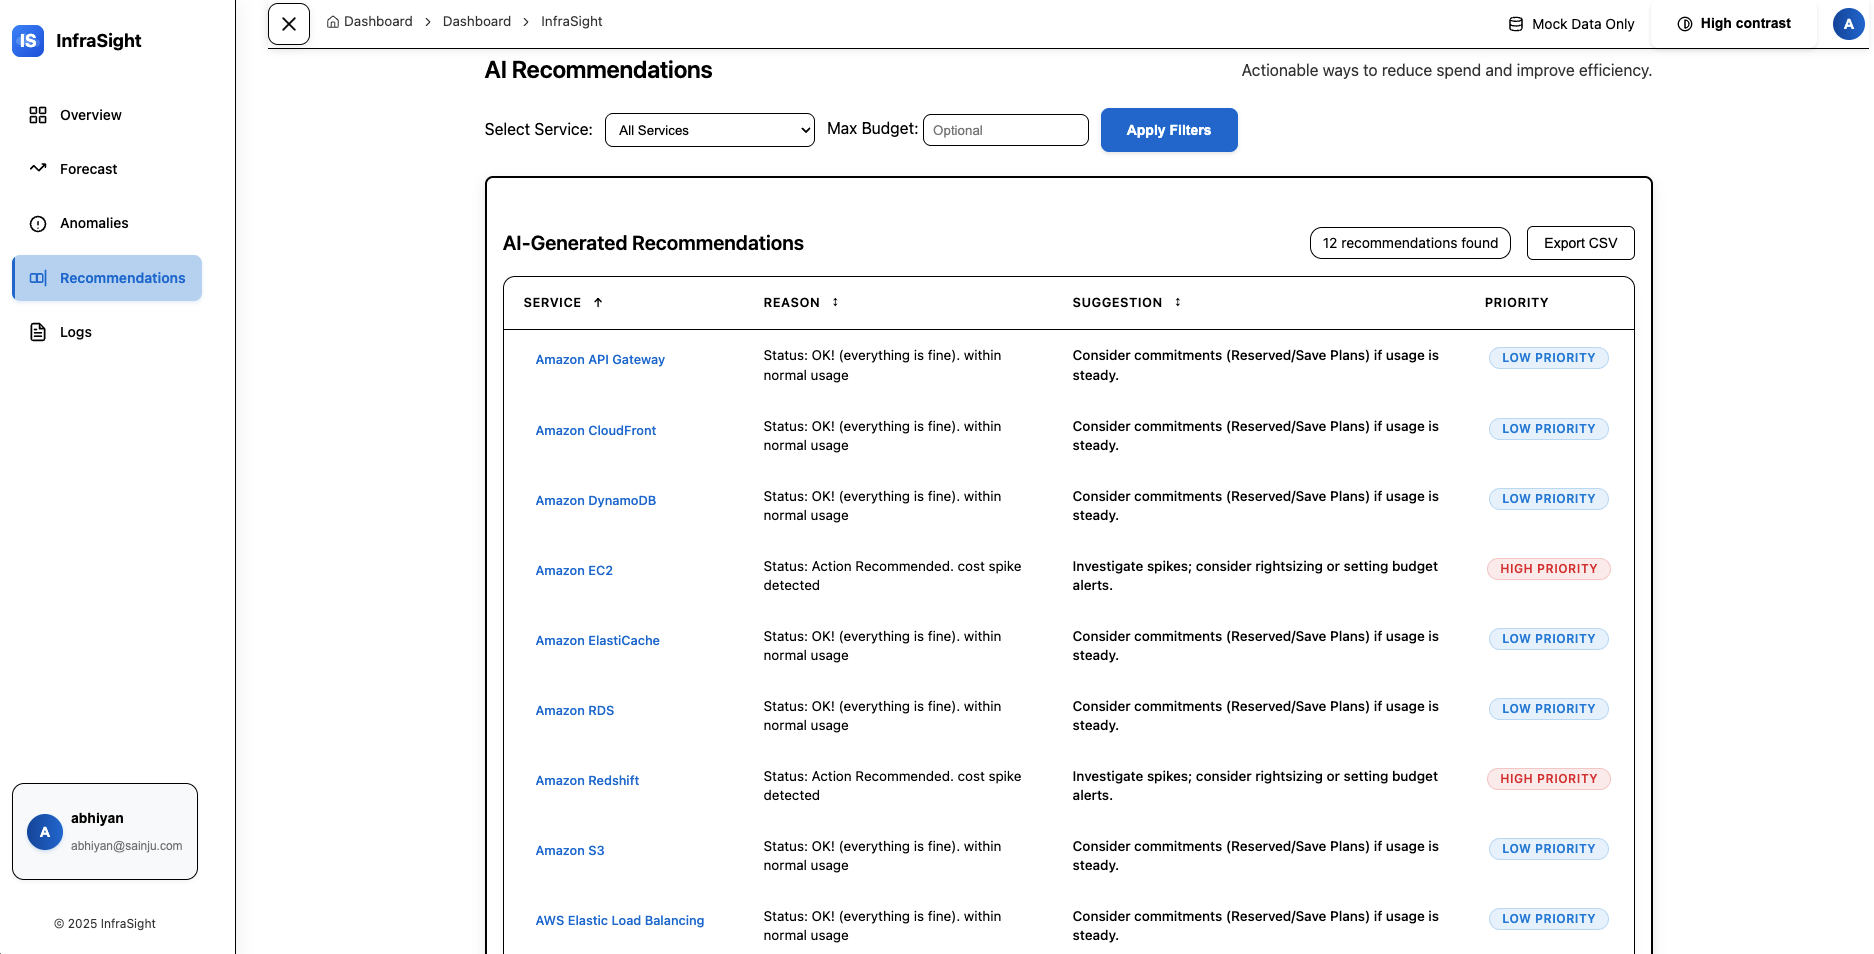 IS InfraSight
Overview
Forecast
Anomalies
Recommendations
Logs
A
abhiyan
abhiyan@sainju.com
© 2025 InfraSight
Dashboard > Dashboard > InfraSight
Mock Data Only
High contrast
A
AI Recommendations
Actionable ways to reduce spend and improve efficiency.
Select Service: All Services Max Budget: Optional Apply Filters
AI-Generated Recommendations
12 recommendations found
Export CSV
SERVICE ↑ REASON ↕ SUGGESTION ↕ PRIORITY
Amazon API Gateway
Status: OK! (everything is fine). within
normal usage
Consider commitments (Reserved/Save Plans) if usage is
steady.
LOW PRIORITY
Amazon CloudFront
Status: OK! (everything is fine). within
normal usage
Consider commitments (Reserved/Save Plans) if usage is
steady.
LOW PRIORITY
Amazon DynamoDB
Status: OK! (everything is fine). within
normal usage
Consider commitments (Reserved/Save Plans) if usage is
steady.
LOW PRIORITY
Amazon EC2
Status: Action Recommended. cost spike
detected
Investigate spikes; consider rightsizing or setting budget
alerts.
HIGH PRIORITY
Amazon ElastiCache
Status: OK! (everything is fine). within
normal usage
Consider commitments (Reserved/Save Plans) if usage is
steady.
LOW PRIORITY
Amazon RDS
Status: OK! (everything is fine). within
normal usage
Consider commitments (Reserved/Save Plans) if usage is
steady.
LOW PRIORITY
Amazon Redshift
Status: Action Recommended. cost spike
detected
Investigate spikes; consider rightsizing or setting budget
alerts.
HIGH PRIORITY
Amazon S3
Status: OK! (everything is fine). within
normal usage
Consider commitments (Reserved/Save Plans) if usage is
steady.
LOW PRIORITY
AWS Elastic Load Balancing
Status: OK! (everything is fine). within
normal usage
Consider commitments (Reserved/Save Plans) if usage is
steady.
LOW PRIORITY